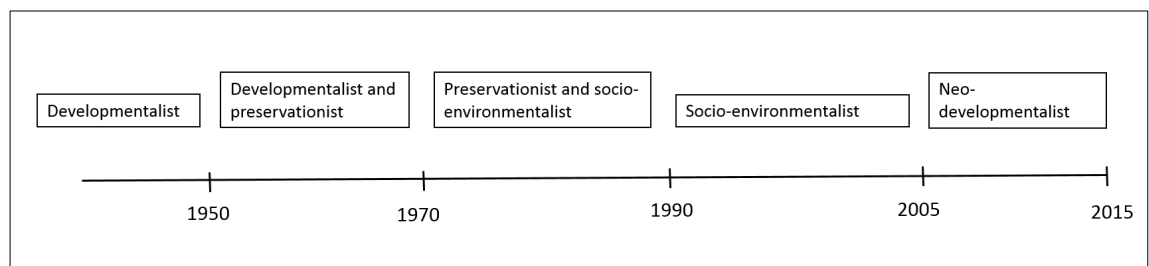 Developmentalist
Developmentalist and
preservationist
Preservationist and socio-
environmentalist
Socio-environmentalist
Neo-
developmentalist
1950
1970
1990
2005
2015